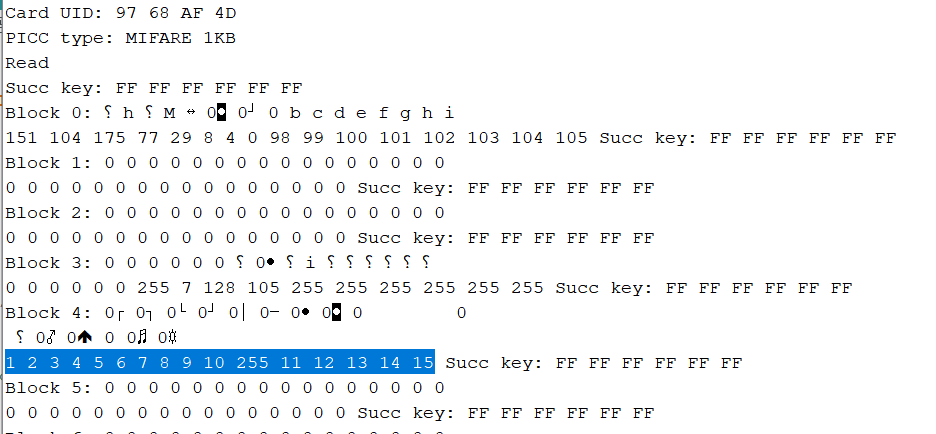 Card UID: 97 68 AF 4D
PICC type: MIFARE 1KB
Read
Succ key: FF FF FF FF FF FF
Block 0: ʕ h ʕ M ↔ 0◘ 0┘ 0 b c d e f g h i
151 104 175 77 29 8 4 0 98 99 100 101 102 103 104 105 Succ key: FF FF FF FF FF FF
Block 1: 0 0 0 0 0 0 0 0 0 0 0 0 0 0 0 0
0 0 0 0 0 0 0 0 0 0 0 0 0 0 0 0 Succ key: FF FF FF FF FF FF
Block 2: 0 0 0 0 0 0 0 0 0 0 0 0 0 0 0 0
0 0 0 0 0 0 0 0 0 0 0 0 0 0 0 0 Succ key: FF FF FF FF FF FF
Block 3: 0 0 0 0 0 0 ʕ 0• ʕ i ʕ ʕ ʕ ʕ ʕ ʕ
0 0 0 0 0 0 255 7 128 105 255 255 255 255 255 255 Succ key: FF FF FF FF FF FF
Block 4: 0┌ 0┐ 0└ 0┘ 0│ 0─ 0• 0◘ 0 0
ʕ 0♂ 0🡅 0 0♫ 0☼
1 2 3 4 5 6 7 8 9 10 255 11 12 13 14 15 Succ key: FF FF FF FF FF FF
Block 5: 0 0 0 0 0 0 0 0 0 0 0 0 0 0 0 0
0 0 0 0 0 0 0 0 0 0 0 0 0 0 0 0 Succ key: FF FF FF FF FF FF